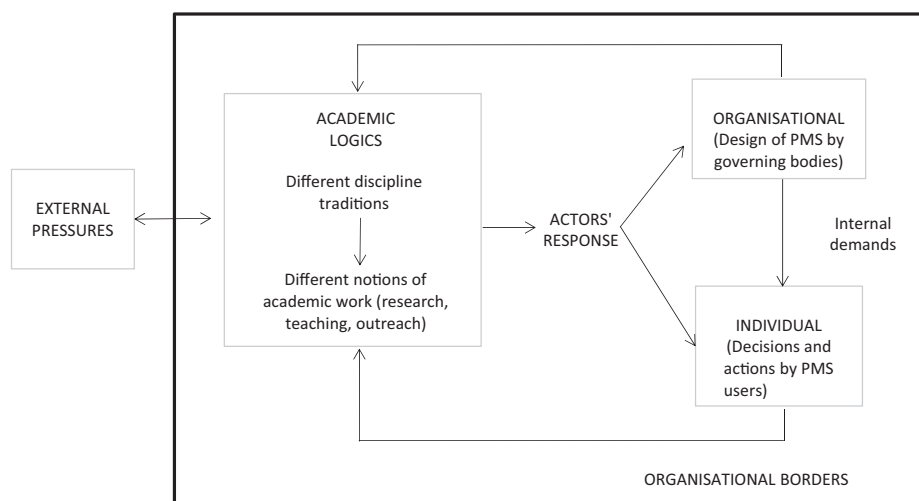 EXTERNAL
PRESSURES
ACADEMIC
LOGICS
Different discipline
traditions
Different notions of
academic work (research,
teaching, outreach)
ACTORS'
RESPONSE
ORGANISATIONAL
(Design of PMS by
governing bodies)
Internal
demands
INDIVIDUAL
(Decisions and
actions by PMS
users)
ORGANISATIONAL BORDERS